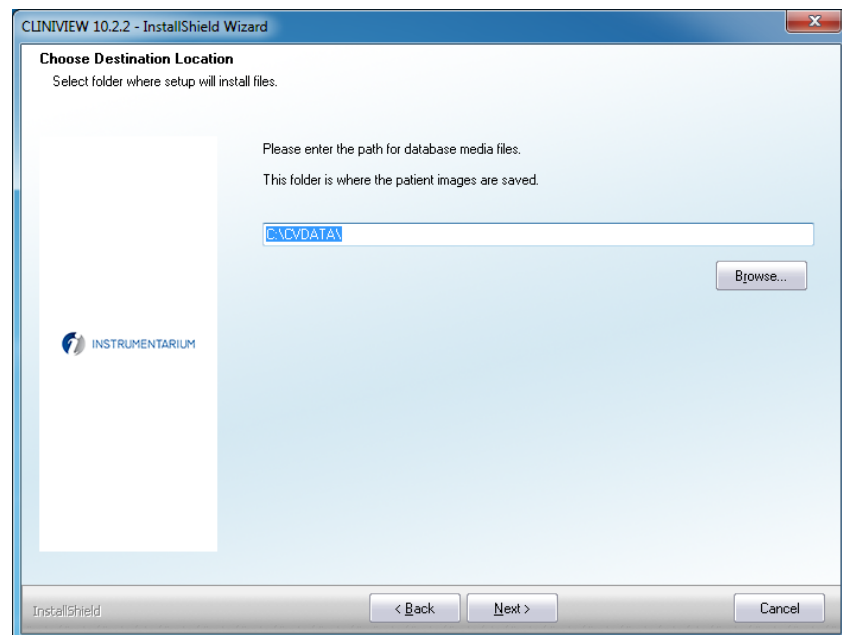 CLINIVIEW 10.2.2 - InstallShield Wizard
Choose Destination Location
Select folder where setup will install files.
Please enter the path for database media files.
This folder is where the patient images are saved.
C:\CVDATA\
Browse...
INSTRUMENTARIUM
InstallShield
< Back
Next >
Cancel